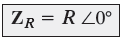 Z_R = R ∠0°